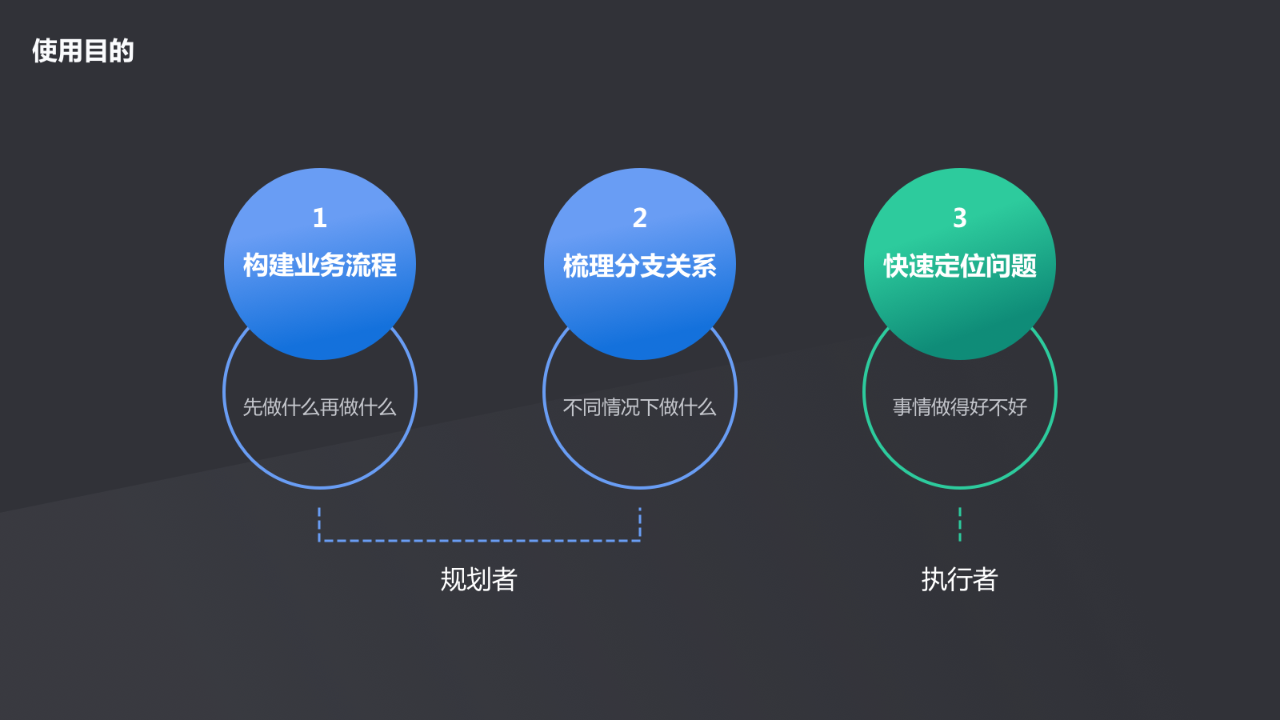 使用目的
1
构建业务流程
先做什么再做什么
2
梳理分支关系
不同情况下做什么
3
快速定位问题
事情做得好不好
规划者
执行者